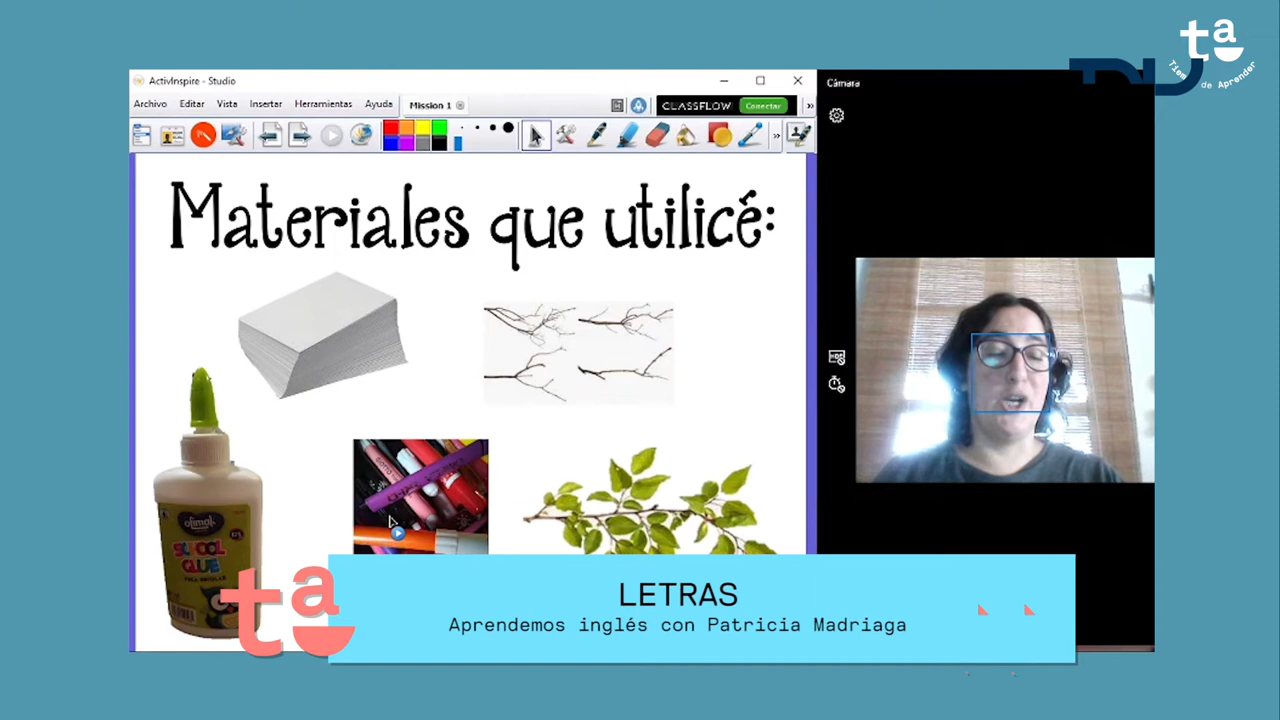 ta
Tiempo de Aprender
ActivInspire - Studio
Cámara
Archivo Editar Vista Insertar Herramientas Ayuda Mission 1 CLASSFLOW Conectar
Materiales que utilicé:
olimak
SCHOOL
GLUE
ta
LETRAS
Aprendemos inglés con Patricia Madriaga